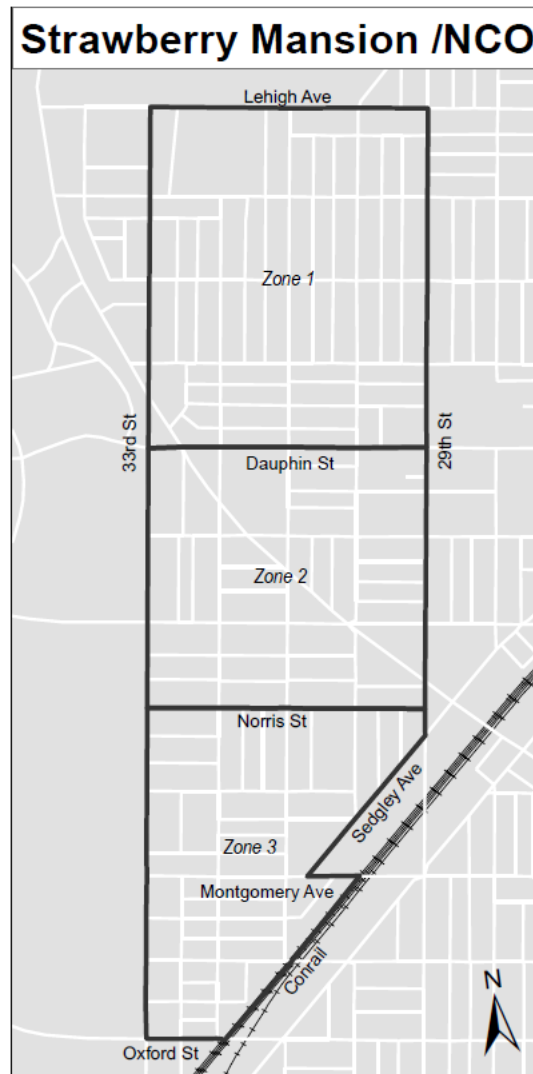 Strawberry Mansion /NCO
Lehigh Ave
Zone 1
33rd St
29th St
Dauphin St
Zone 2
Norris St
Sedgley Ave
Zone 3
Montgomery Ave
Conrail
N
Oxford St